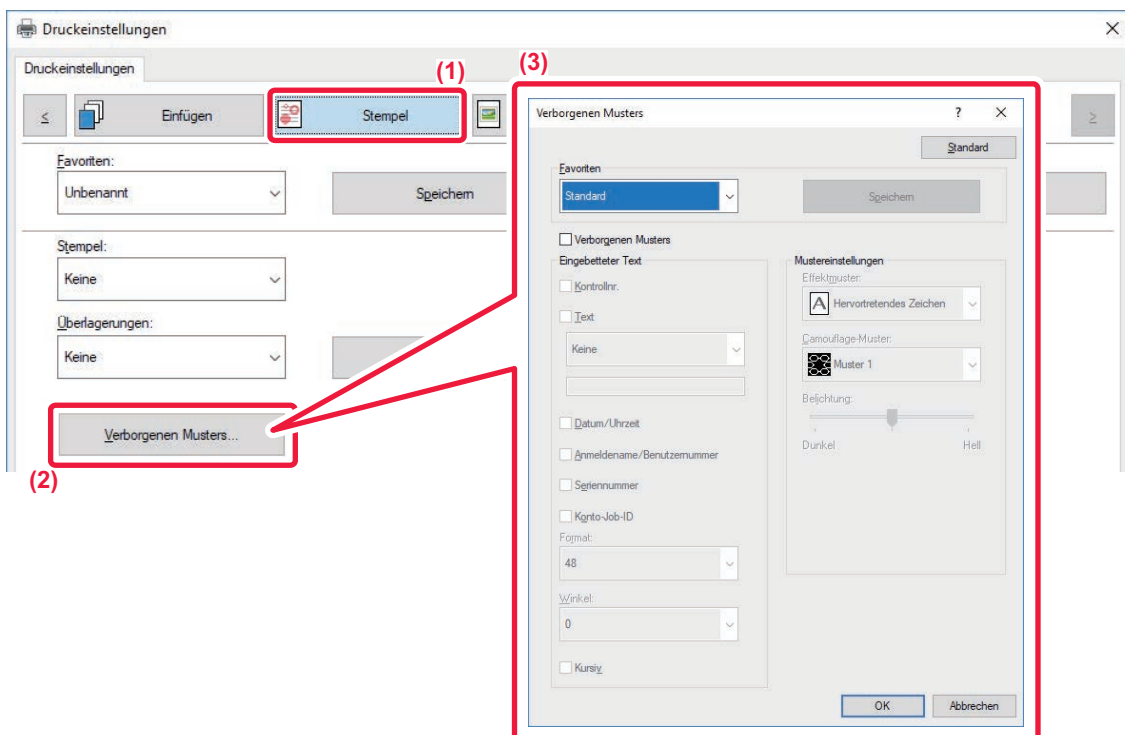 Druckeinstellungen
Druckeinstellungen
(1)
(3)
< Einfügen Stempel >
Favoriten:
Unbenannt Speichern
Stempel:
Keine
Überlagerungen:
Keine
Verborgenen Musters...
(2)
Verborgenen Musters ?
Standard
Favoriten
Standard Speichern
Verborgenen Musters
Eingebetteter Text
Kontrollnr.
Text
Keine
Datum/Uhrzeit
Anmeldename/Benutzernummer
Seriennummer
Konto-Job-ID
Format:
48
Winkel:
0
Kursiv
Mustereinstellungen
Effektmuster:
A Hervortretendes Zeichen
Camouflage-Muster:
Muster 1
Belichtung:
Dunkel Hell
OK Abbrechen